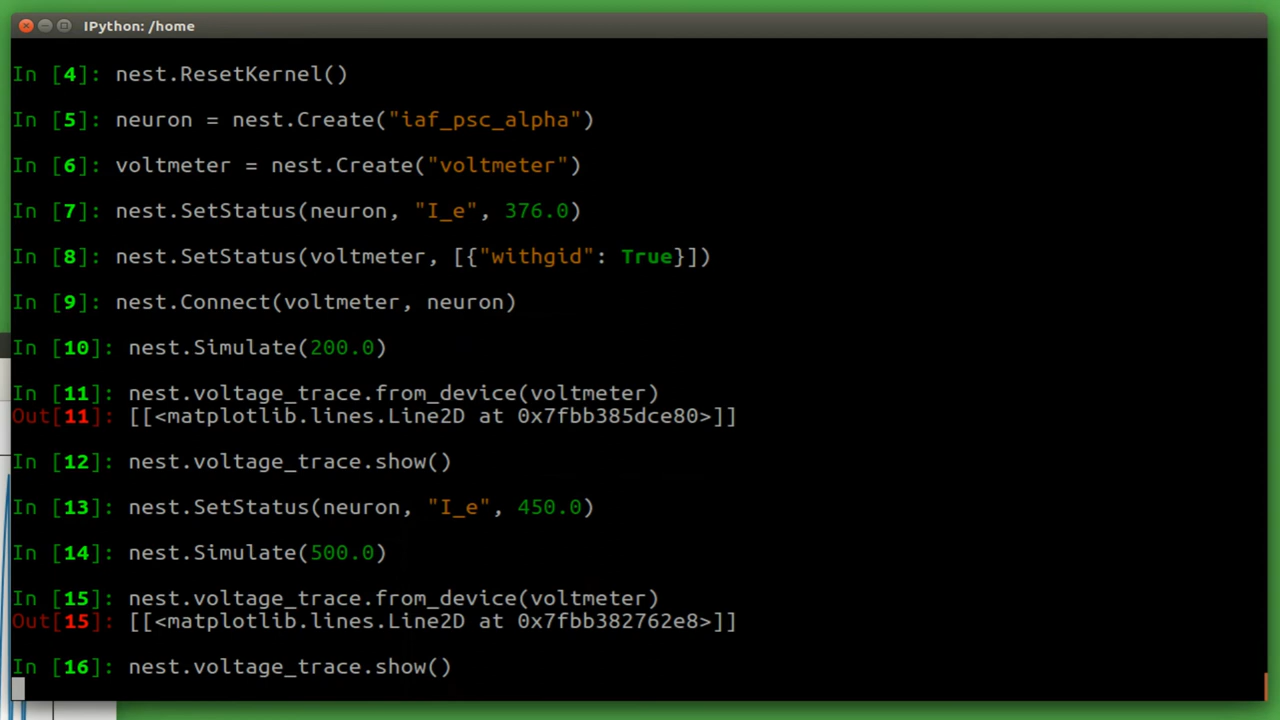 IPython: /home
In [4]: nest.ResetKernel()
In [5]: neuron = nest.Create("iaf_psc_alpha")
In [6]: voltmeter = nest.Create("voltmeter")
In [7]: nest.SetStatus(neuron, "I_e", 376.0)
In [8]: nest.SetStatus(voltmeter, [{"withgid": True}])
In [9]: nest.Connect(voltmeter, neuron)
In [10]: nest.Simulate(200.0)
In [11]: nest.voltage_trace.from_device(voltmeter)
Out[11]: [[<matplotlib.lines.Line2D at 0x7fbb385dce80>]]
In [12]: nest.voltage_trace.show()
In [13]: nest.SetStatus(neuron, "I_e", 450.0)
In [14]: nest.Simulate(500.0)
In [15]: nest.voltage_trace.from_device(voltmeter)
Out[15]: [[<matplotlib.lines.Line2D at 0x7fbb382762e8>]]
In [16]: nest.voltage_trace.show()